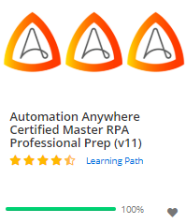 Automation Anywhere
Certified Master RPA
Professional Prep (v11)
Learning Path
100%